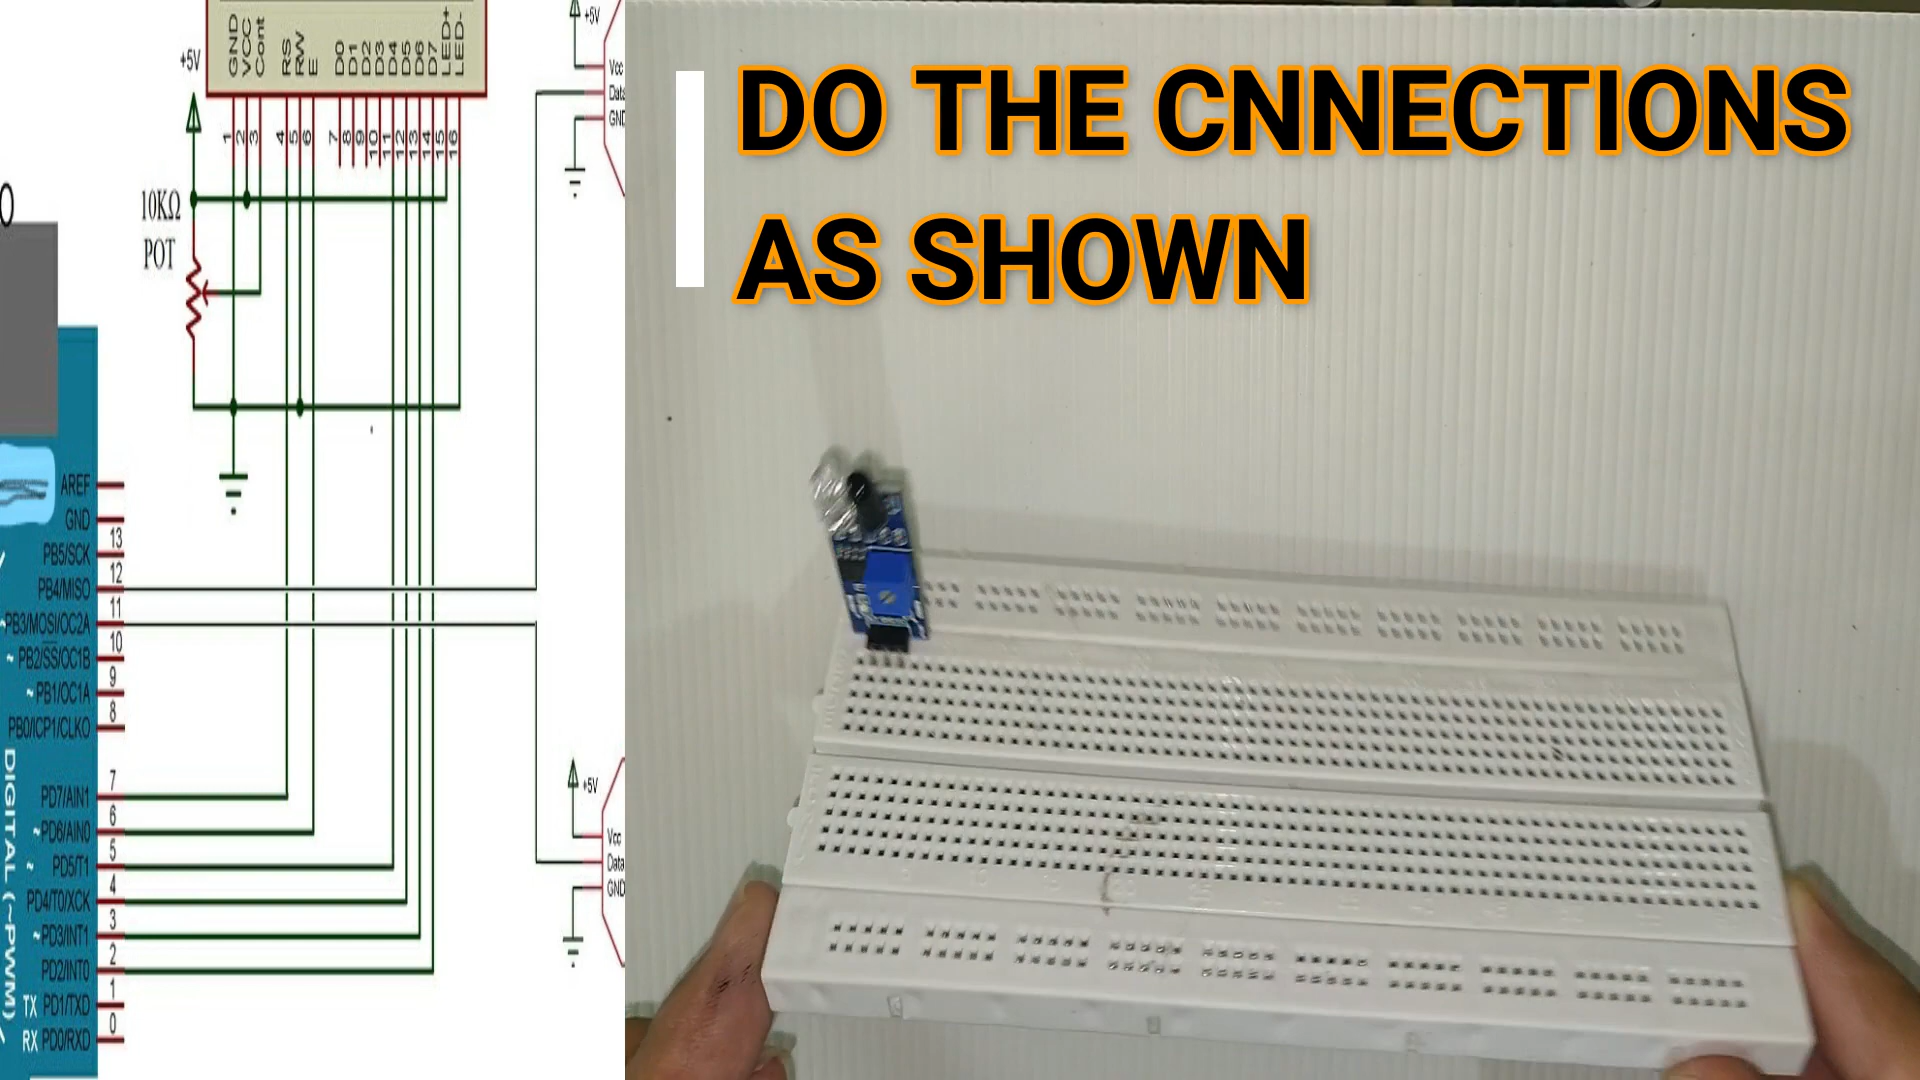 DO THE CNNECTIONS
AS SHOWN
GND
VCC
Cont
RS
RW
E
D0
D1
D2
D3
D4
D5
D6
D7
LED+
LED-
+5V
1
2
3
4
5
6
7
8
9
10
11
12
13
14
15
16
10KΩ
POT
+5V
Vcc
Data
GND
O
AREF
GND
13
PB5/SCK
12
PB4/MISO
11
~PB3/MOSI/OC2A
10
~ PB2/SS/OC1B
9
~ PB1/OC1A
8
PB0/ICP1/CLKO
7
PD7/AIN1
6
~PD6/AIN0
5
~ PD5/T1
4
PD4/T0/XCK
3
~PD3/INT1
2
PD2/INT0
1
TX PD1/TXD
0
RX PD0/RXD
DIGITAL (~PWM)
+5V
Vcc
Data
GND